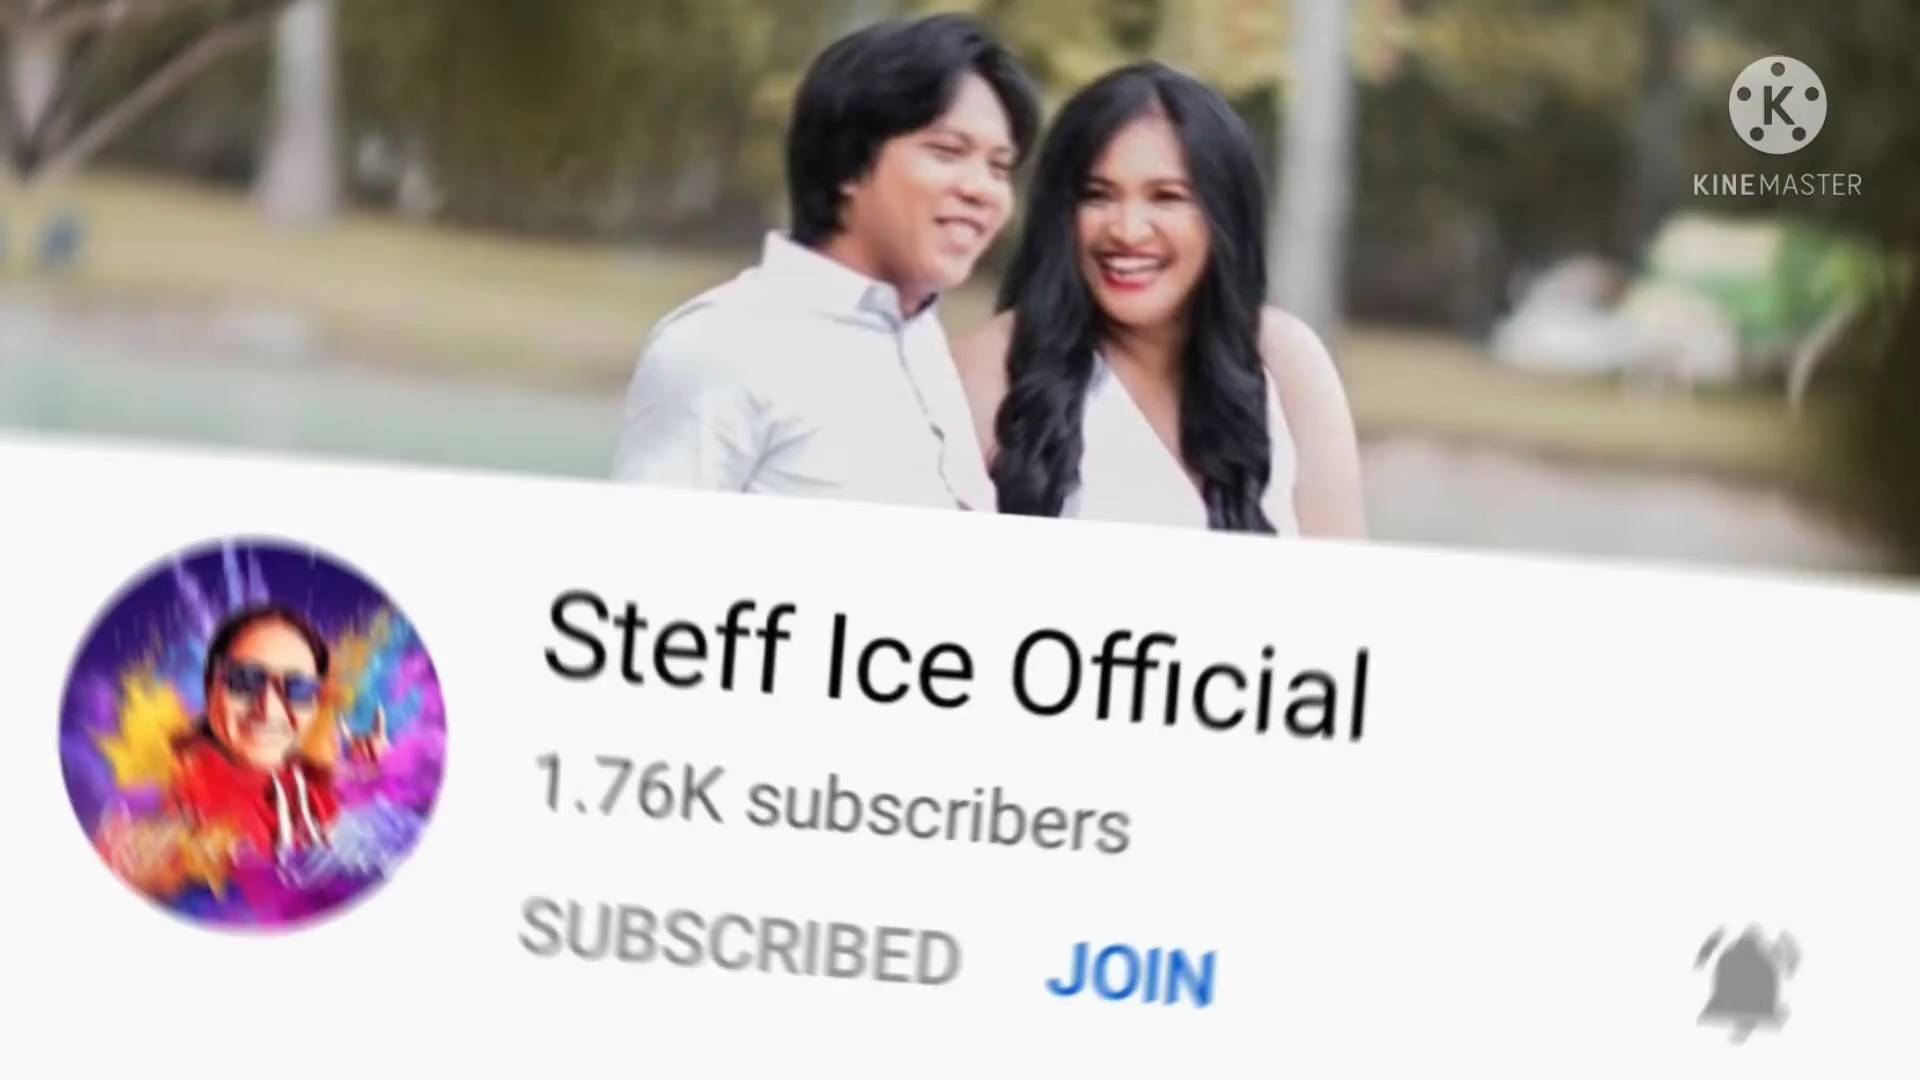 K
KINEMASTER
Steff Ice Official
1.76K subscribers
SUBSCRIBED JOIN